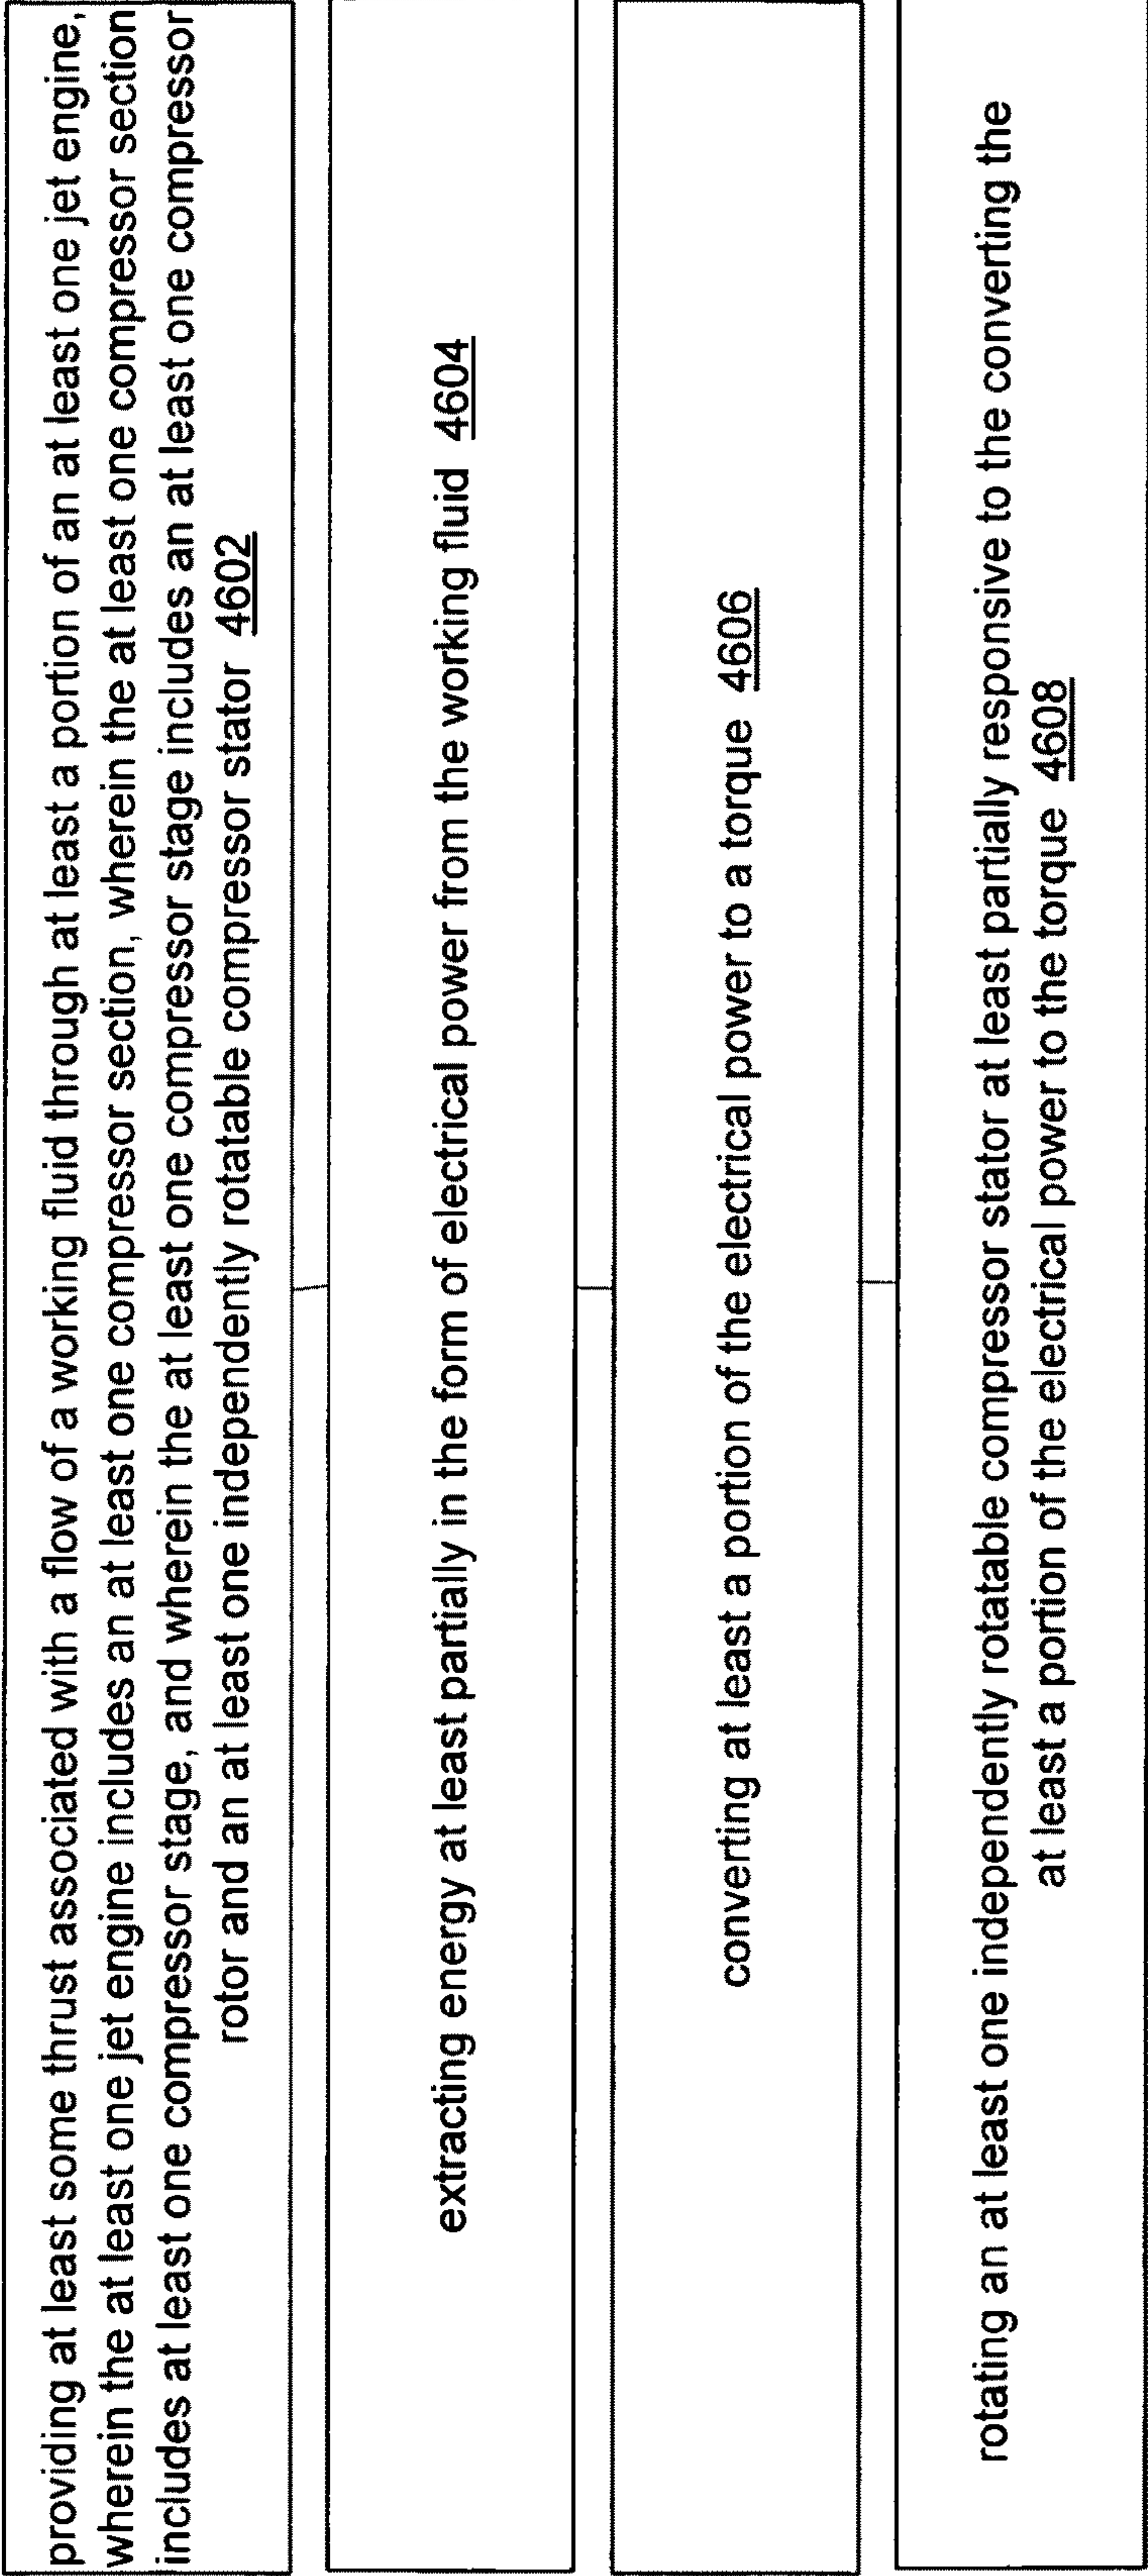 providing at least some thrust associated with a flow of a working fluid through at least a portion of an at least one jet engine,
wherein the at least one jet engine includes an at least one compressor section, wherein the at least one compressor section
includes at least one compressor stage, and wherein the at least one compressor stage includes an at least one compressor
rotor and an at least one independently rotatable compressor stator 4602
extracting energy at least partially in the form of electrical power from the working fluid 4604
converting at least a portion of the electrical power to a torque 4606
rotating an at least one independently rotatable compressor stator at least partially responsive to the converting the
at least a portion of the electrical power to the torque 4608